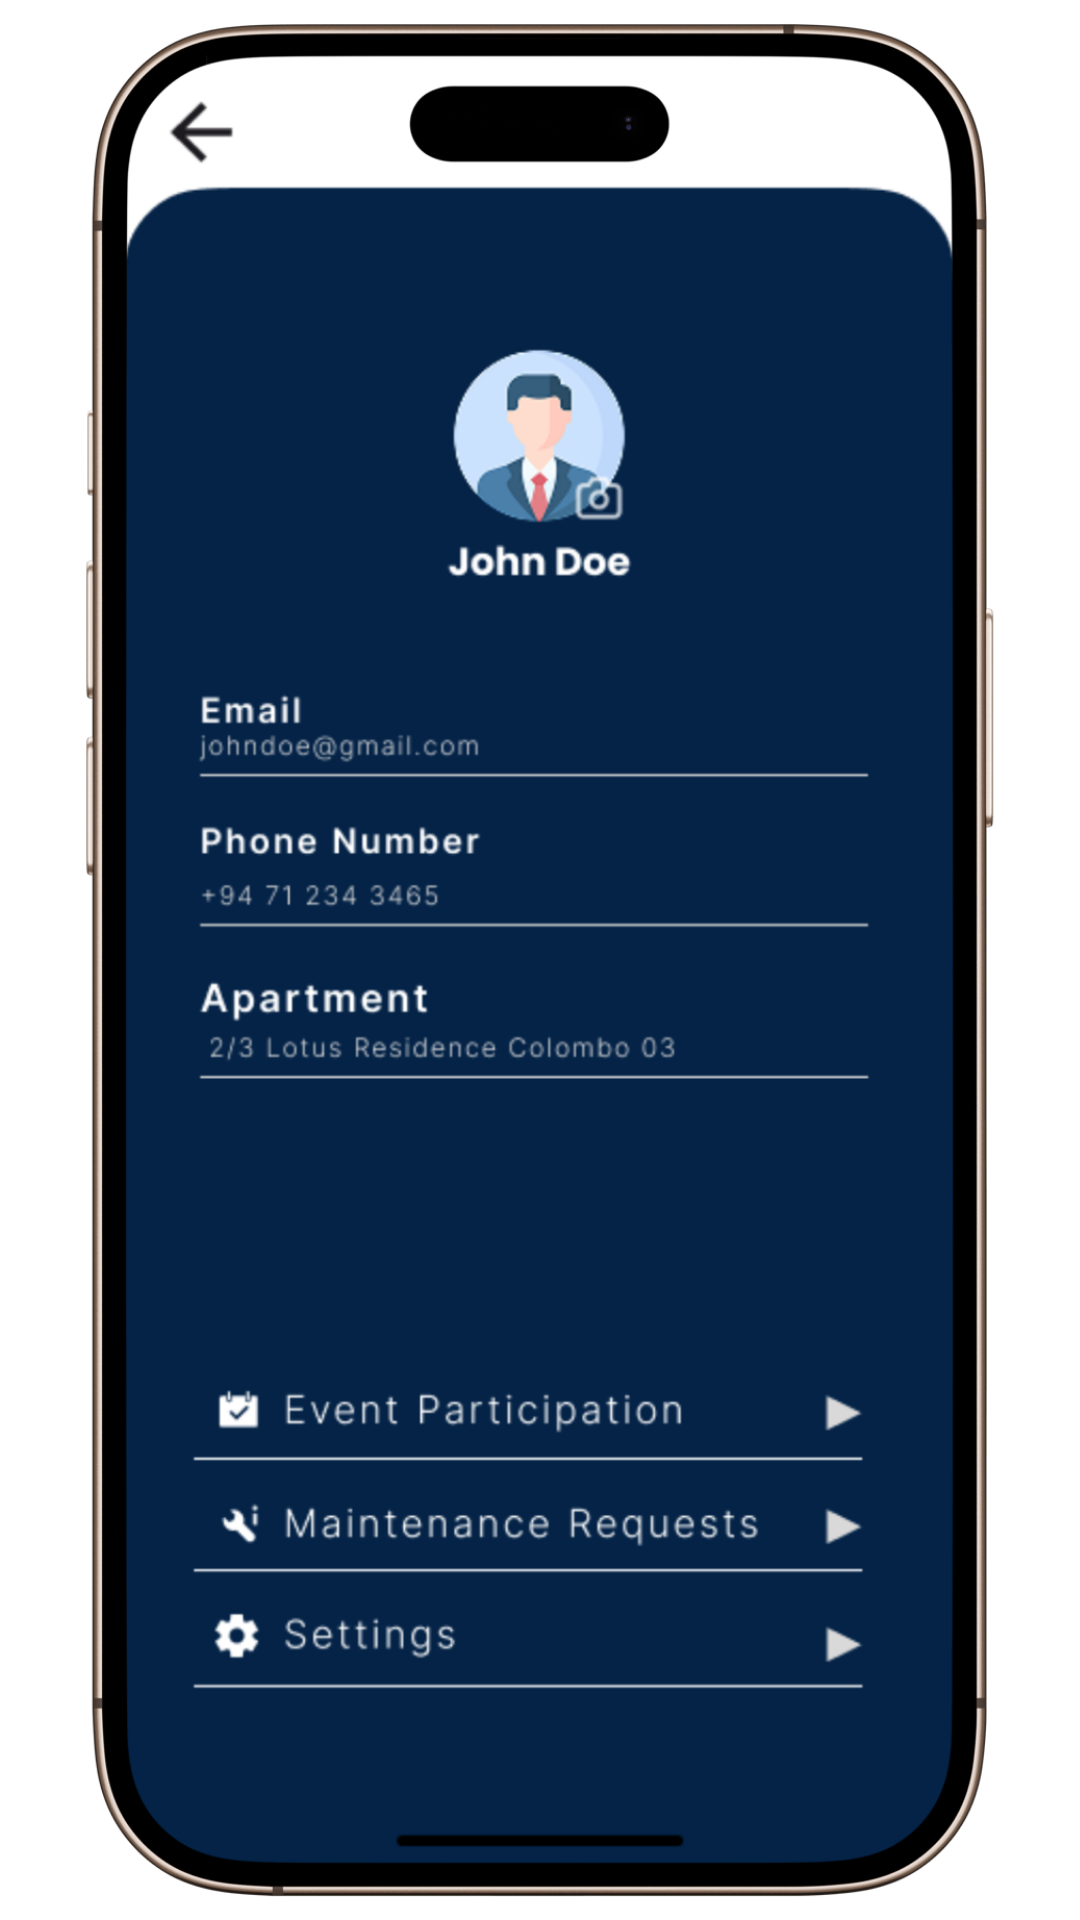 John Doe
Email
johndoe@gmail.com
Phone Number
+94 71 234 3465
Apartment
2/3 Lotus Residence Colombo 03
Event Participation
Maintenance Requests
Settings